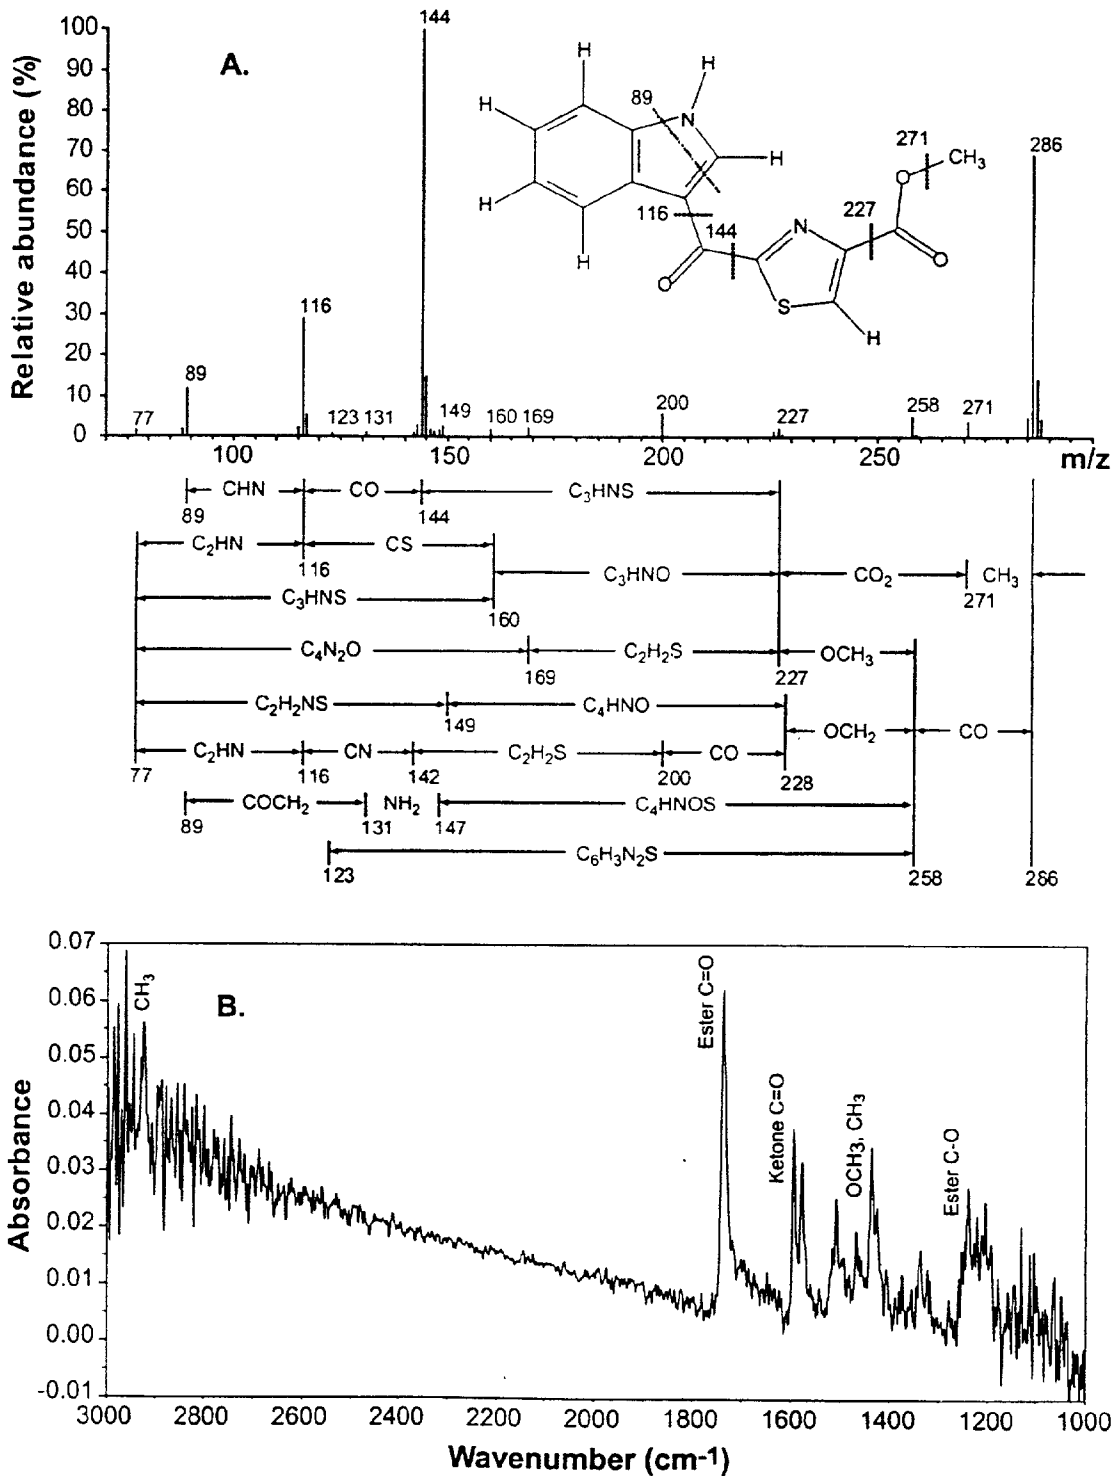 A.
Relative abundance (%)
100
90
80
70
60
50
40
30
20
10
0
144
286
116
89
77
123 131
149
160 169
200
227
258
271
100
150
200
250
m/z
H
H
H
H
H
N
H
89
116
144
O
N
S
H
227
271
O
CH3
O
CHN CO C3HNS
89 144
C2HN CS
116
C3HNO CO2 CH3
271
C3HNS
160
C4N2O C2H2S OCH3
169 227
C2H2NS C4HNO
149
OCH2 CO
C2HN CN C2H2S CO
77 116 142 200 228
COCH2 NH2 C4HNOS
89 131 147
C6H3N2S
123 258 286
B.
Absorbance
0.07
0.06
0.05
0.04
0.03
0.02
0.01
0.00
-0.01
CH3
Ester C=O
Ketone C=O
OCH3, CH3
Ester C-O
3000 2800 2600 2400 2200 2000 1800 1600 1400 1200 1000
Wavenumber (cm-1)